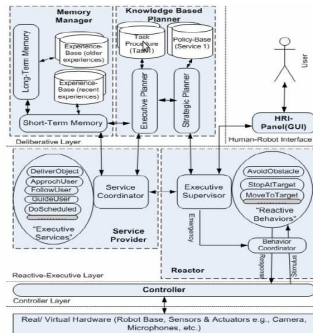 Memory
Manager
Knowledge Based
Planner
Long-Term Memory
Experience-
Base (older
experiences)
Experience-
Base (recent
experiences)
Short-Term Memory
Task
Procedure
(Task1)
Policy-Base
(Service 1)
Executive Planner
Strategic Planner
User
HRI-
Panel(GUI)
Deliberative Layer
Human-Robot Interface
DeliverObject
ApprochUser
FollowUser
GuideUser
DoScheduled
"Executive
Services"
Service
Coordinator
Service
Provider
Executive
Supervisor
AvoidObstacle
StopAtTarget
MoveToTarget
"Reactive
Behaviors"
Emergency
Behavior
Coordinator
Reactor
Response
Stimulus
Reactive-Executive Layer
Controller
Controller Layer
Real/ Virtual Hardware (Robot Base, Sensors & Actuators e.g., Camera,
Microphones, etc.)